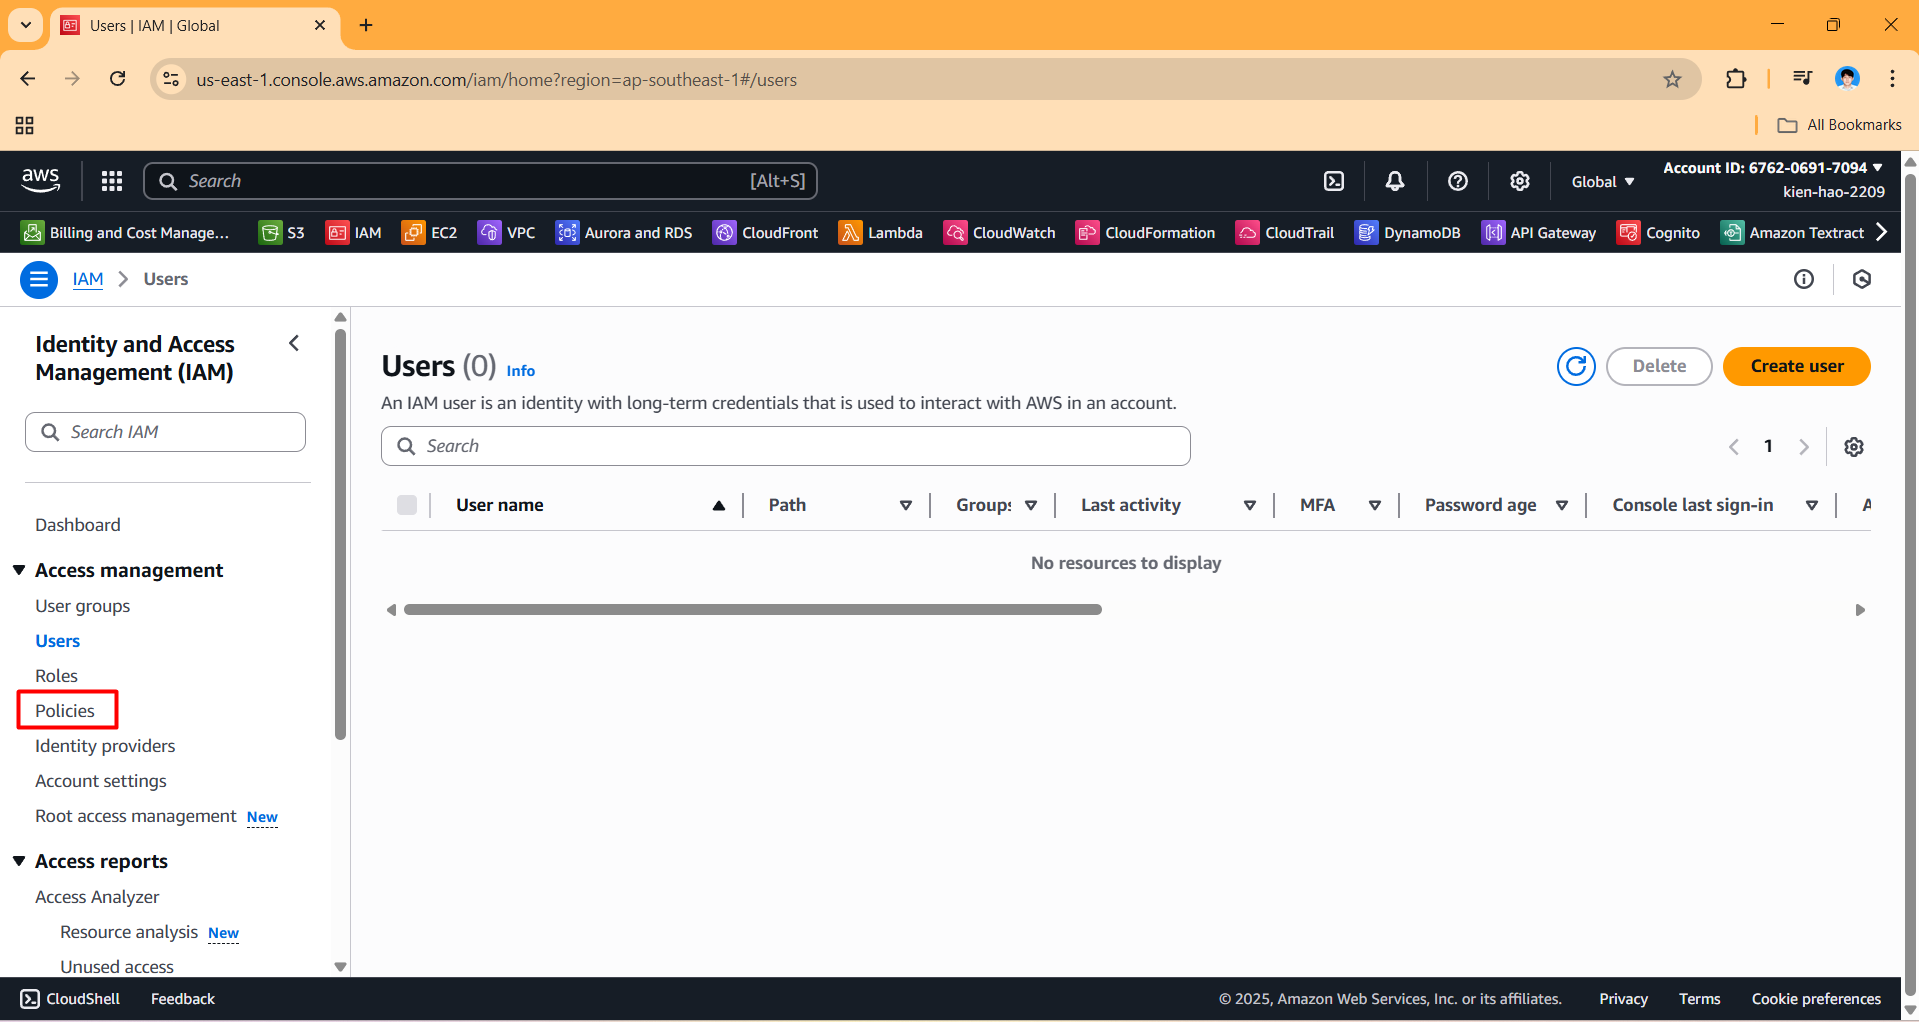 Users | IAM | Global
us-east-1.console.aws.amazon.com/iam/home?region=ap-southeast-1#/users
All Bookmarks
aws
Search [Alt+S]
Global
Account ID: 6762-0691-7094
kien-hao-2209
Billing and Cost Manage... S3 IAM EC2 VPC Aurora and RDS CloudFront Lambda CloudWatch CloudFormation CloudTrail DynamoDB API Gateway Cognito Amazon Textract
IAM > Users
Identity and Access
Management (IAM)
Search IAM
Dashboard
Access management
User groups
Users
Roles
Policies
Identity providers
Account settings
Root access management New
Access reports
Access Analyzer
Resource analysis New
Unused access
Users (0) Info
Delete
Create user
An IAM user is an identity with long-term credentials that is used to interact with AWS in an account.
Search
1
User name Path Groups Last activity MFA Password age Console last sign-in A
No resources to display
CloudShell Feedback
© 2025, Amazon Web Services, Inc. or its affiliates. Privacy Terms Cookie preferences